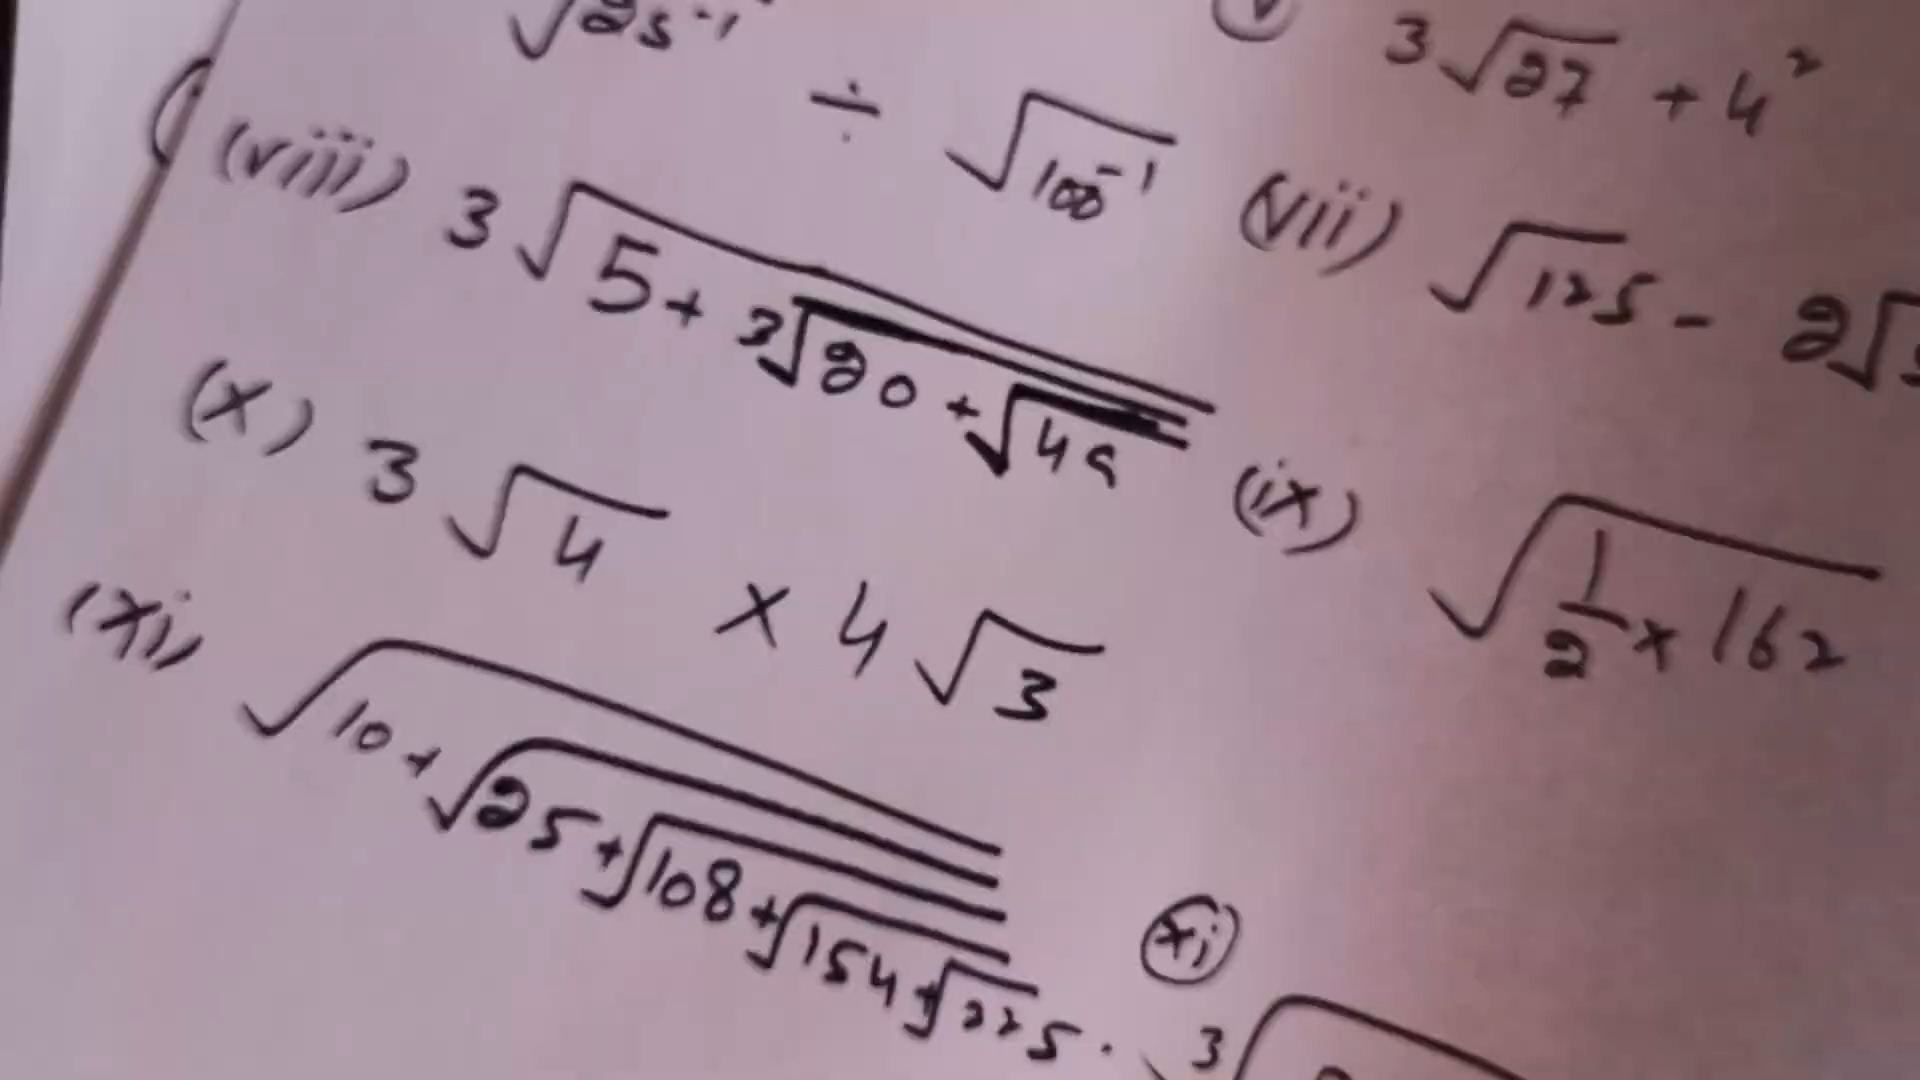 √25⁻¹ ÷ √100⁻¹
3√27 + 4²
(vii) √125 - 2√
(viii) 3√(5 + 3√(20 + √49))
(ix) √(1/2 × 162)
(x) 3√4 × 4√3
(xi) √(10 + √(25 + √(108 + √(154 + √225)))).
(xi) 3√